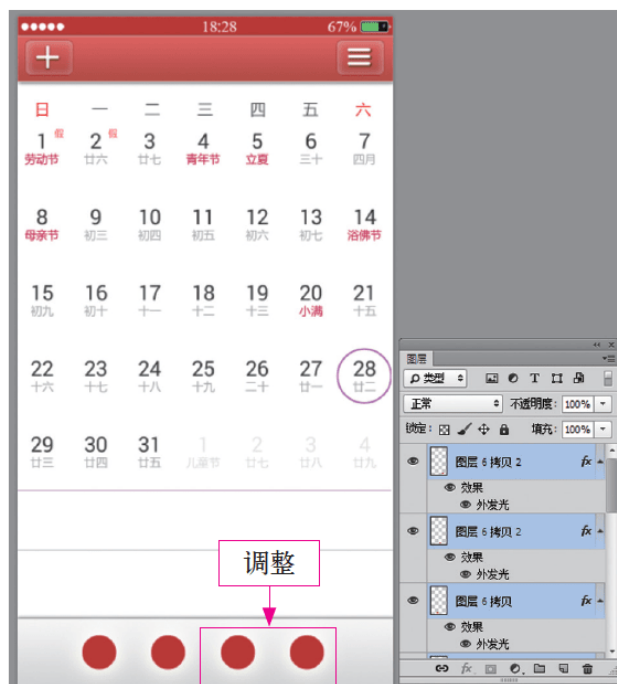 18:28 67%
日 一 二 三 四 五 六
1 假 2 假 3 4 5 6 7
劳动节 廿六 廿七 青年节 立夏 三十 四月
8 9 10 11 12 13 14
母亲节 初三 初四 初五 初六 初七 浴佛节
15 16 17 18 19 20 21
初九 初十 十一 十二 十三 小满 十五
22 23 24 25 26 27 28
十六 十七 十八 十九 二十 廿一 廿二
29 30 31 1 2 3 4
廿三 廿四 廿五 儿童节 廿七 廿八 廿九
调整
图层
类型 T
正常 不透明度: 100%
锁定: 填充: 100%
图层 6 拷贝 2 fx
效果
外发光
图层 6 拷贝 2 fx
效果
外发光
图层 6 拷贝 fx
效果
外发光
fx